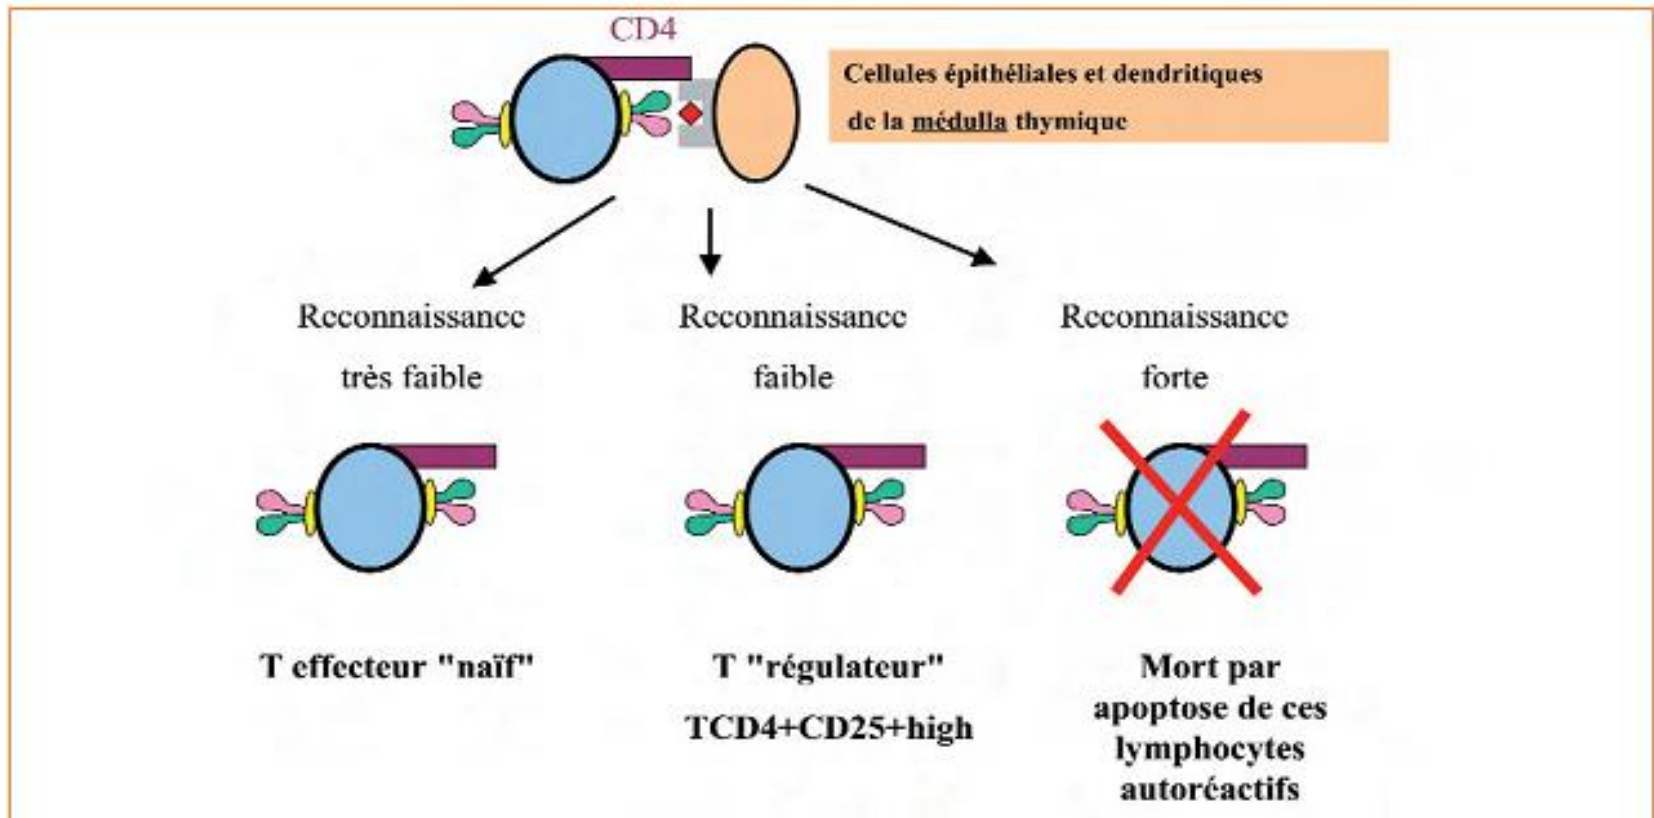 CD4
Cellules épithéliales et dendritiques
de la médulla thymique
Reconnaissance
très faible
Reconnaissance
faible
Reconnaissance
forte
T effecteur "naïf"
T "régulateur"
TCD4+CD25+high
Mort par
apoptose de ces
lymphocytes
autoréactifs